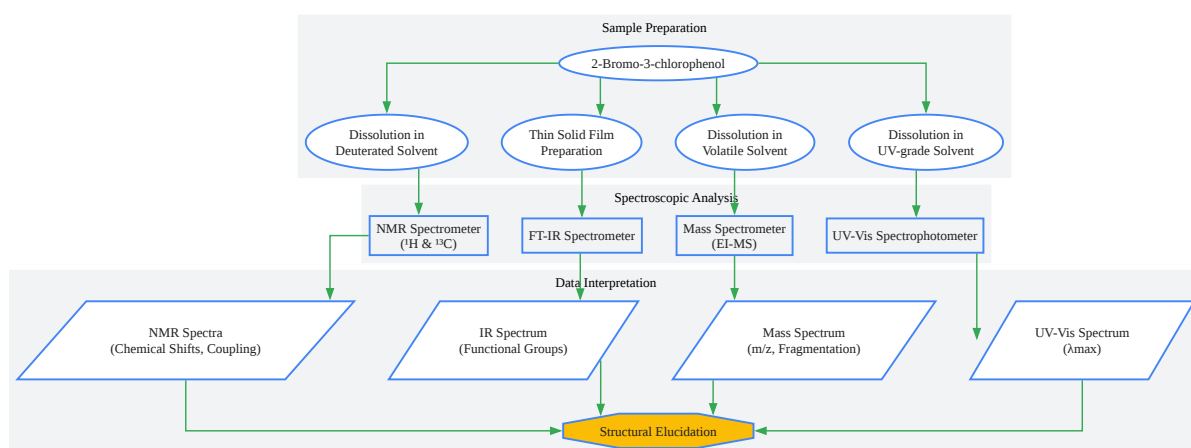 Sample Preparation
2-Bromo-3-chlorophenol
Dissolution in
Deuterated Solvent
Thin Solid Film
Preparation
Dissolution in
Volatile Solvent
Dissolution in
UV-grade Solvent
Spectroscopic Analysis
NMR Spectrometer
(¹H & ¹³C)
FT-IR Spectrometer
Mass Spectrometer
(EI-MS)
UV-Vis Spectrophotometer
Data Interpretation
NMR Spectra
(Chemical Shifts, Coupling)
IR Spectrum
(Functional Groups)
Mass Spectrum
(m/z, Fragmentation)
UV-Vis Spectrum
(λmax)
Structural Elucidation